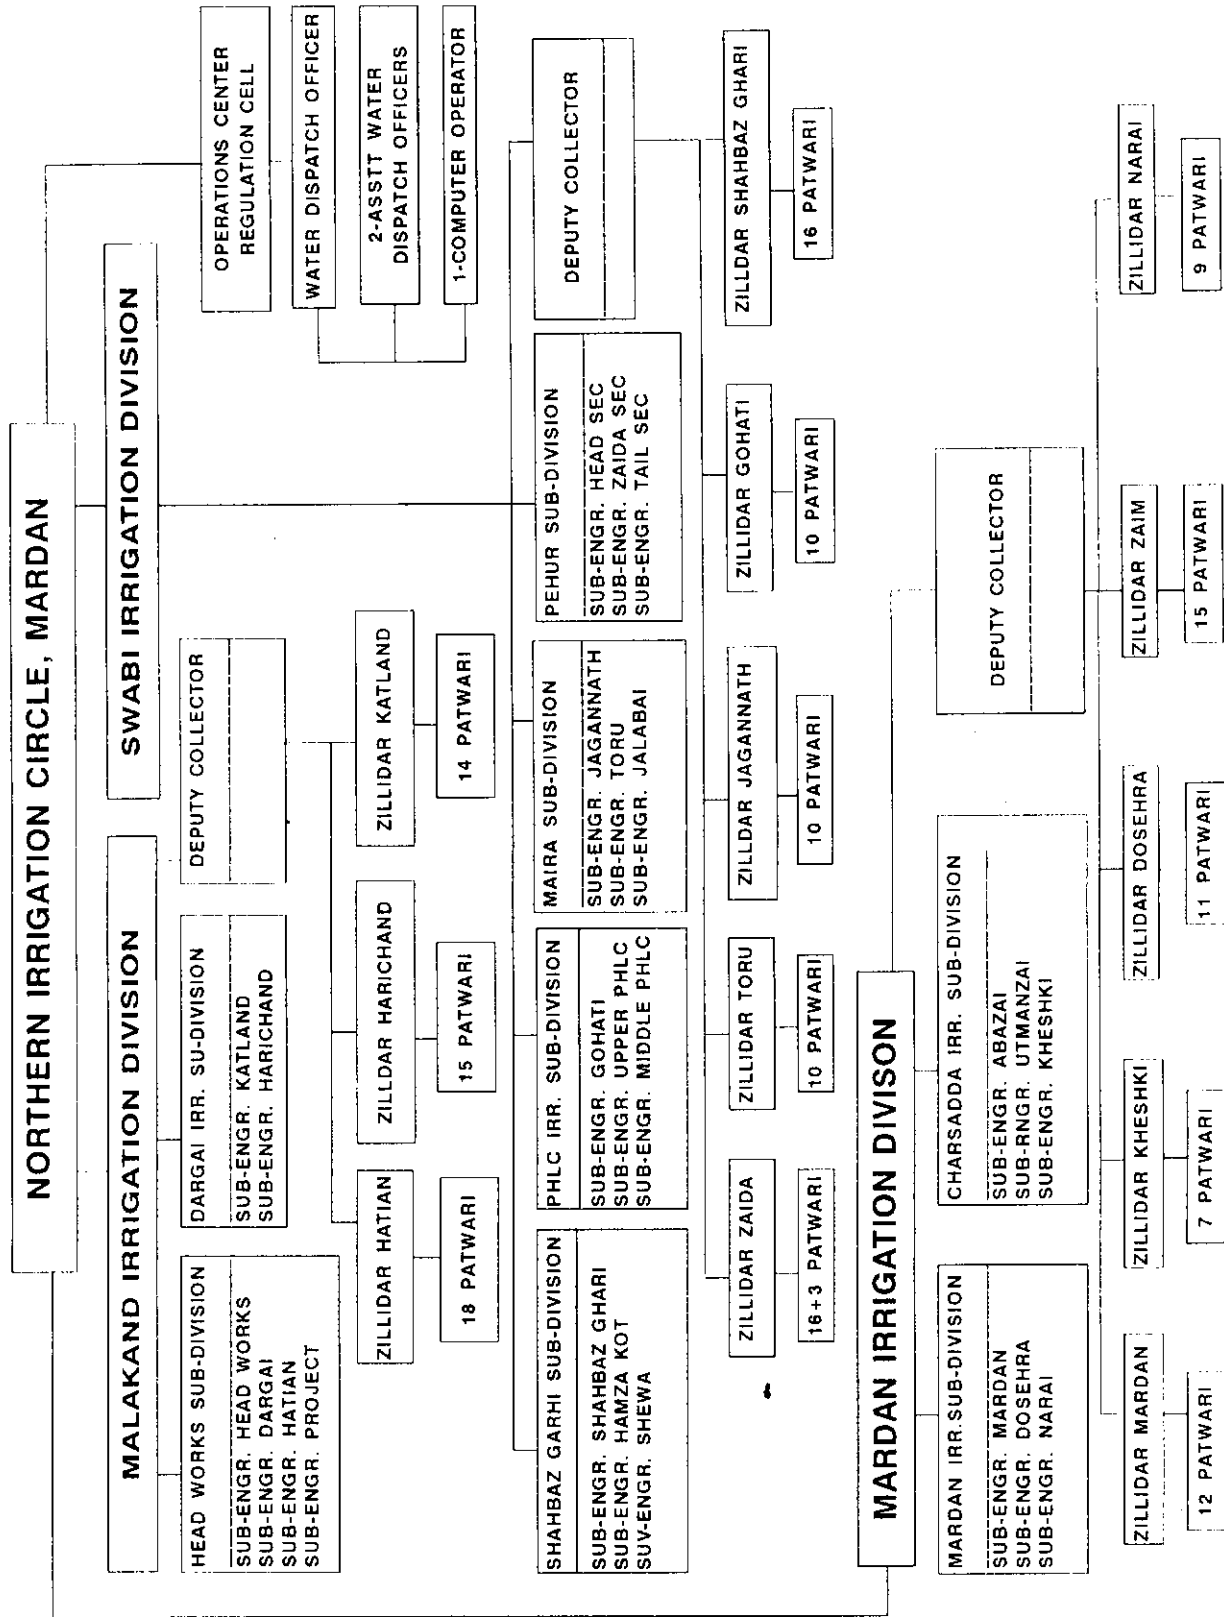 NORTHERN IRRIGATION CIRCLE, MARDAN
MALAKAND IRRIGATION DIVISION
SWABI IRRIGATION DIVISION
OPERATIONS CENTER
REGULATION CELL
WATER DISPATCH OFFICER
2-ASSTT WATER
DISPATCH OFFICERS
1-COMPUTER OPERATOR
HEAD WORKS SUB-DIVISION
SUB-ENGR. HEAD WORKS
SUB-ENGR. DARGAI
SUB-ENGR. HATIAN
SUB-ENGR. PROJECT
DARGAI IRR. SU-DIVISION
SUB-ENGR. KATLAND
SUB-ENGR. HARICHAND
DEPUTY COLLECTOR
ZILLIDAR HATIAN
18 PATWARI
ZILLDAR HARICHAND
15 PATWARI
ZILLIDAR KATLAND
14 PATWARI
SHAHBAZ GARHI SUB-DIVISION
SUB-ENGR. SHAHBAZ GHARI
SUB-ENGR. HAMZA KOT
SUV-ENGR. SHEWA
PHLC IRR. SUB-DIVISION
SUB-ENGR. GOHATI
SUB-ENGR. UPPER PHLC
SUB-ENGR. MIDDLE PHLC
MAIRA SUB-DIVISION
SUB-ENGR. JAGANNATH
SUB-ENGR. TORU
SUB-ENGR. JALABAI
PEHUR SUB-DIVISION
SUB-ENGR. HEAD SEC
SUB-ENGR. ZAIDA SEC
SUB-ENGR. TAIL SEC
DEPUTY COLLECTOR
ZILLIDAR ZAIDA
16+3 PATWARI
ZILLIDAR TORU
10 PATWARI
ZILLDAR JAGANNATH
10 PATWARI
ZILLIDAR GOHATI
10 PATWARI
ZILLDAR SHAHBAZ GHARI
16 PATWARI
MARDAN IRRIGATION DIVISON
MARDAN IRR.SUB-DIVISION
SUB-ENGR. MARDAN
SUB-ENGR. DOSEHRA
SUB-ENGR. NARAI
CHARSADDA IRR. SUB-DIVISION
SUB-ENGR. ABAZAI
SUB-RNGR. UTMANZAI
SUB-ENGR. KHESHKI
DEPUTY COLLECTOR
ZILLIDAR MARDAN
12 PATWARI
ZILLIDAR KHESHKI
7 PATWARI
ZILLIDAR DOSEHRA
11 PATWARI
ZILLIDAR ZAIM
15 PATWARI
ZILLIDAR NARAI
9 PATWARI